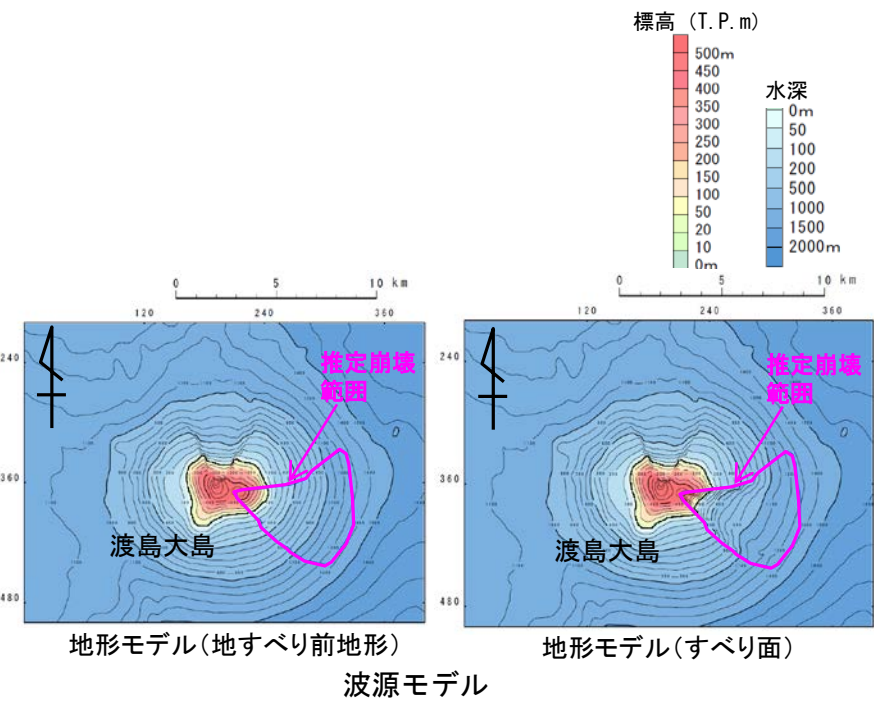 標高 (T.P.m)
500m
450
400
350
300
250
200
150
100
50
20
10
0m
水深
0m
50
100
200
500
1000
1500
2000m
0 5 10 km
120 240 360
240
360
480
推定崩壊
範囲
渡島大島
地形モデル(地すべり前地形)
0 5 10 km
120 240 360
240
360
480
推定崩壊
範囲
渡島大島
地形モデル(すべり面)
波源モデル